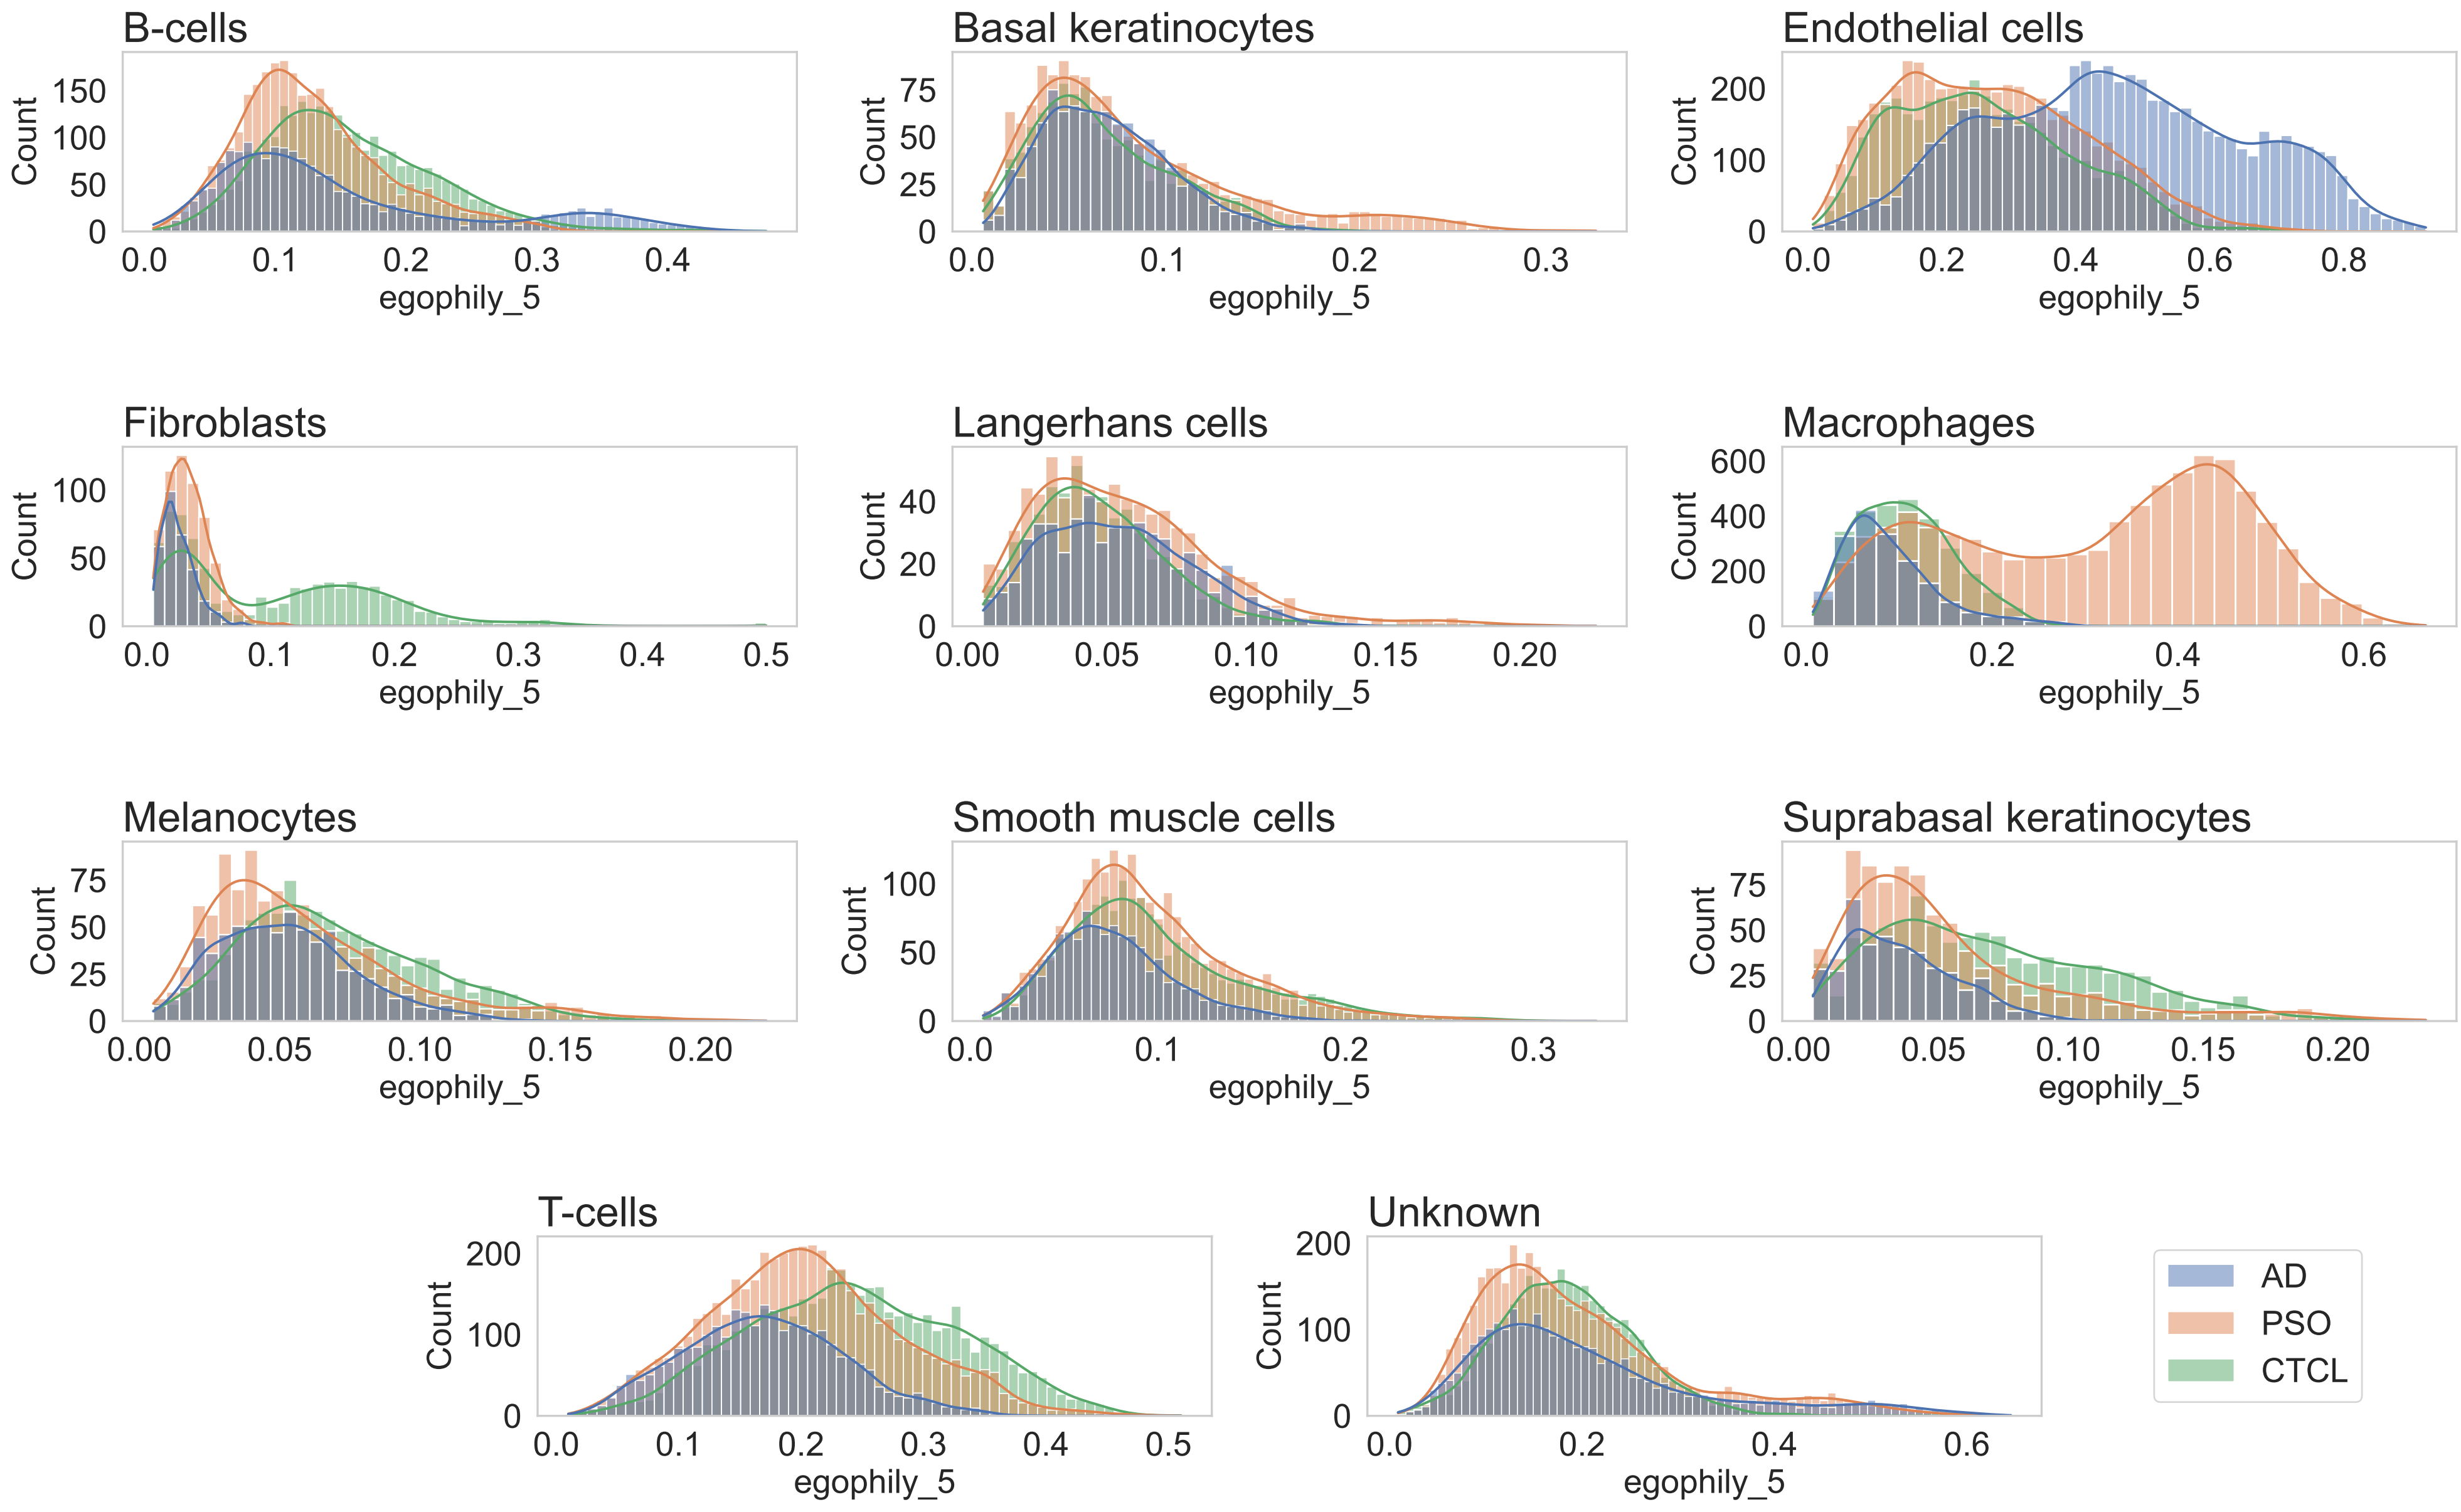 B-cells
Basal keratinocytes
Endothelial cells
Count
150
100
50
0
0.0 0.1 0.2 0.3 0.4
egophily_5
Count
75
50
25
0
0.0 0.1 0.2 0.3
egophily_5
Count
200
100
0
0.0 0.2 0.4 0.6 0.8
egophily_5
Fibroblasts
Langerhans cells
Macrophages
Count
100
50
0
0.0 0.1 0.2 0.3 0.4 0.5
egophily_5
Count
40
20
0
0.00 0.05 0.10 0.15 0.20
egophily_5
Count
600
400
200
0
0.0 0.2 0.4 0.6
egophily_5
Melanocytes
Smooth muscle cells
Suprabasal keratinocytes
Count
75
50
25
0
0.00 0.05 0.10 0.15 0.20
egophily_5
Count
100
50
0
0.0 0.1 0.2 0.3
egophily_5
Count
75
50
25
0
0.00 0.05 0.10 0.15 0.20
egophily_5
T-cells
Unknown
Count
200
100
0
0.0 0.1 0.2 0.3 0.4 0.5
egophily_5
Count
200
100
0
0.0 0.2 0.4 0.6
egophily_5
AD
PSO
CTCL